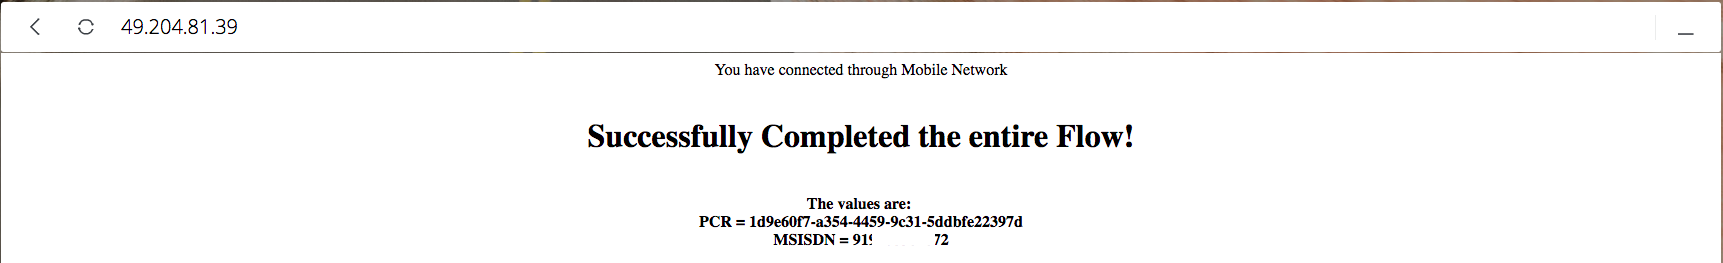 49.204.81.39
You have connected through Mobile Network
Successfully Completed the entire Flow!
The values are:
PCR = 1d9e60f7-a354-4459-9c31-5ddbfe22397d
MSISDN = 91 72